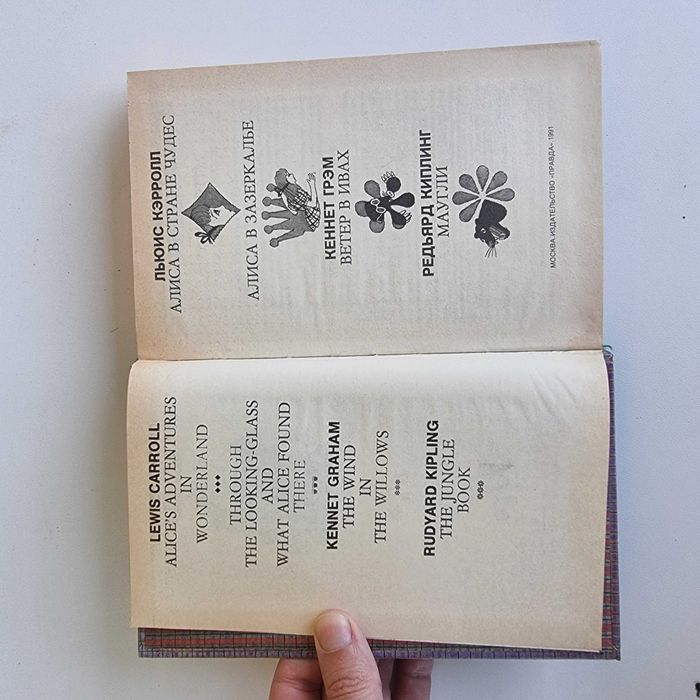 LEWIS CARROLL
ALICE'S ADVENTURES
IN
WONDERLAND
THROUGH
THE LOOKING-GLASS
AND
WHAT ALICE FOUND
THERE
KENNET GRAHAM
THE WIND
IN
THE WILLOWS
RUDYARD KIPLING
THE JUNGLE
BOOK
ЛЬЮИС КЭРРОЛЛ
АЛИСА В СТРАНЕ ЧУДЕС
АЛИСА В ЗАЗЕРКАЛЬЕ
КЕННЕТ ГРЭМ
ВЕТЕР В ИВАХ
РЕДЬЯРД КИПЛИНГ
МАУГЛИ
МОСКВА. ИЗДАТЕЛЬСТВО «ПРАВДА» 1991